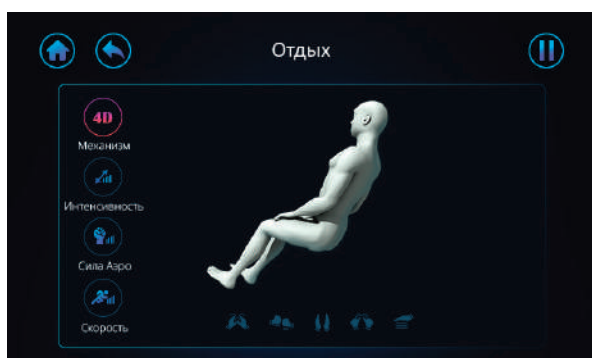 Отдых
4D
Механизм
Интенсивность
Сила Аэро
Скорость